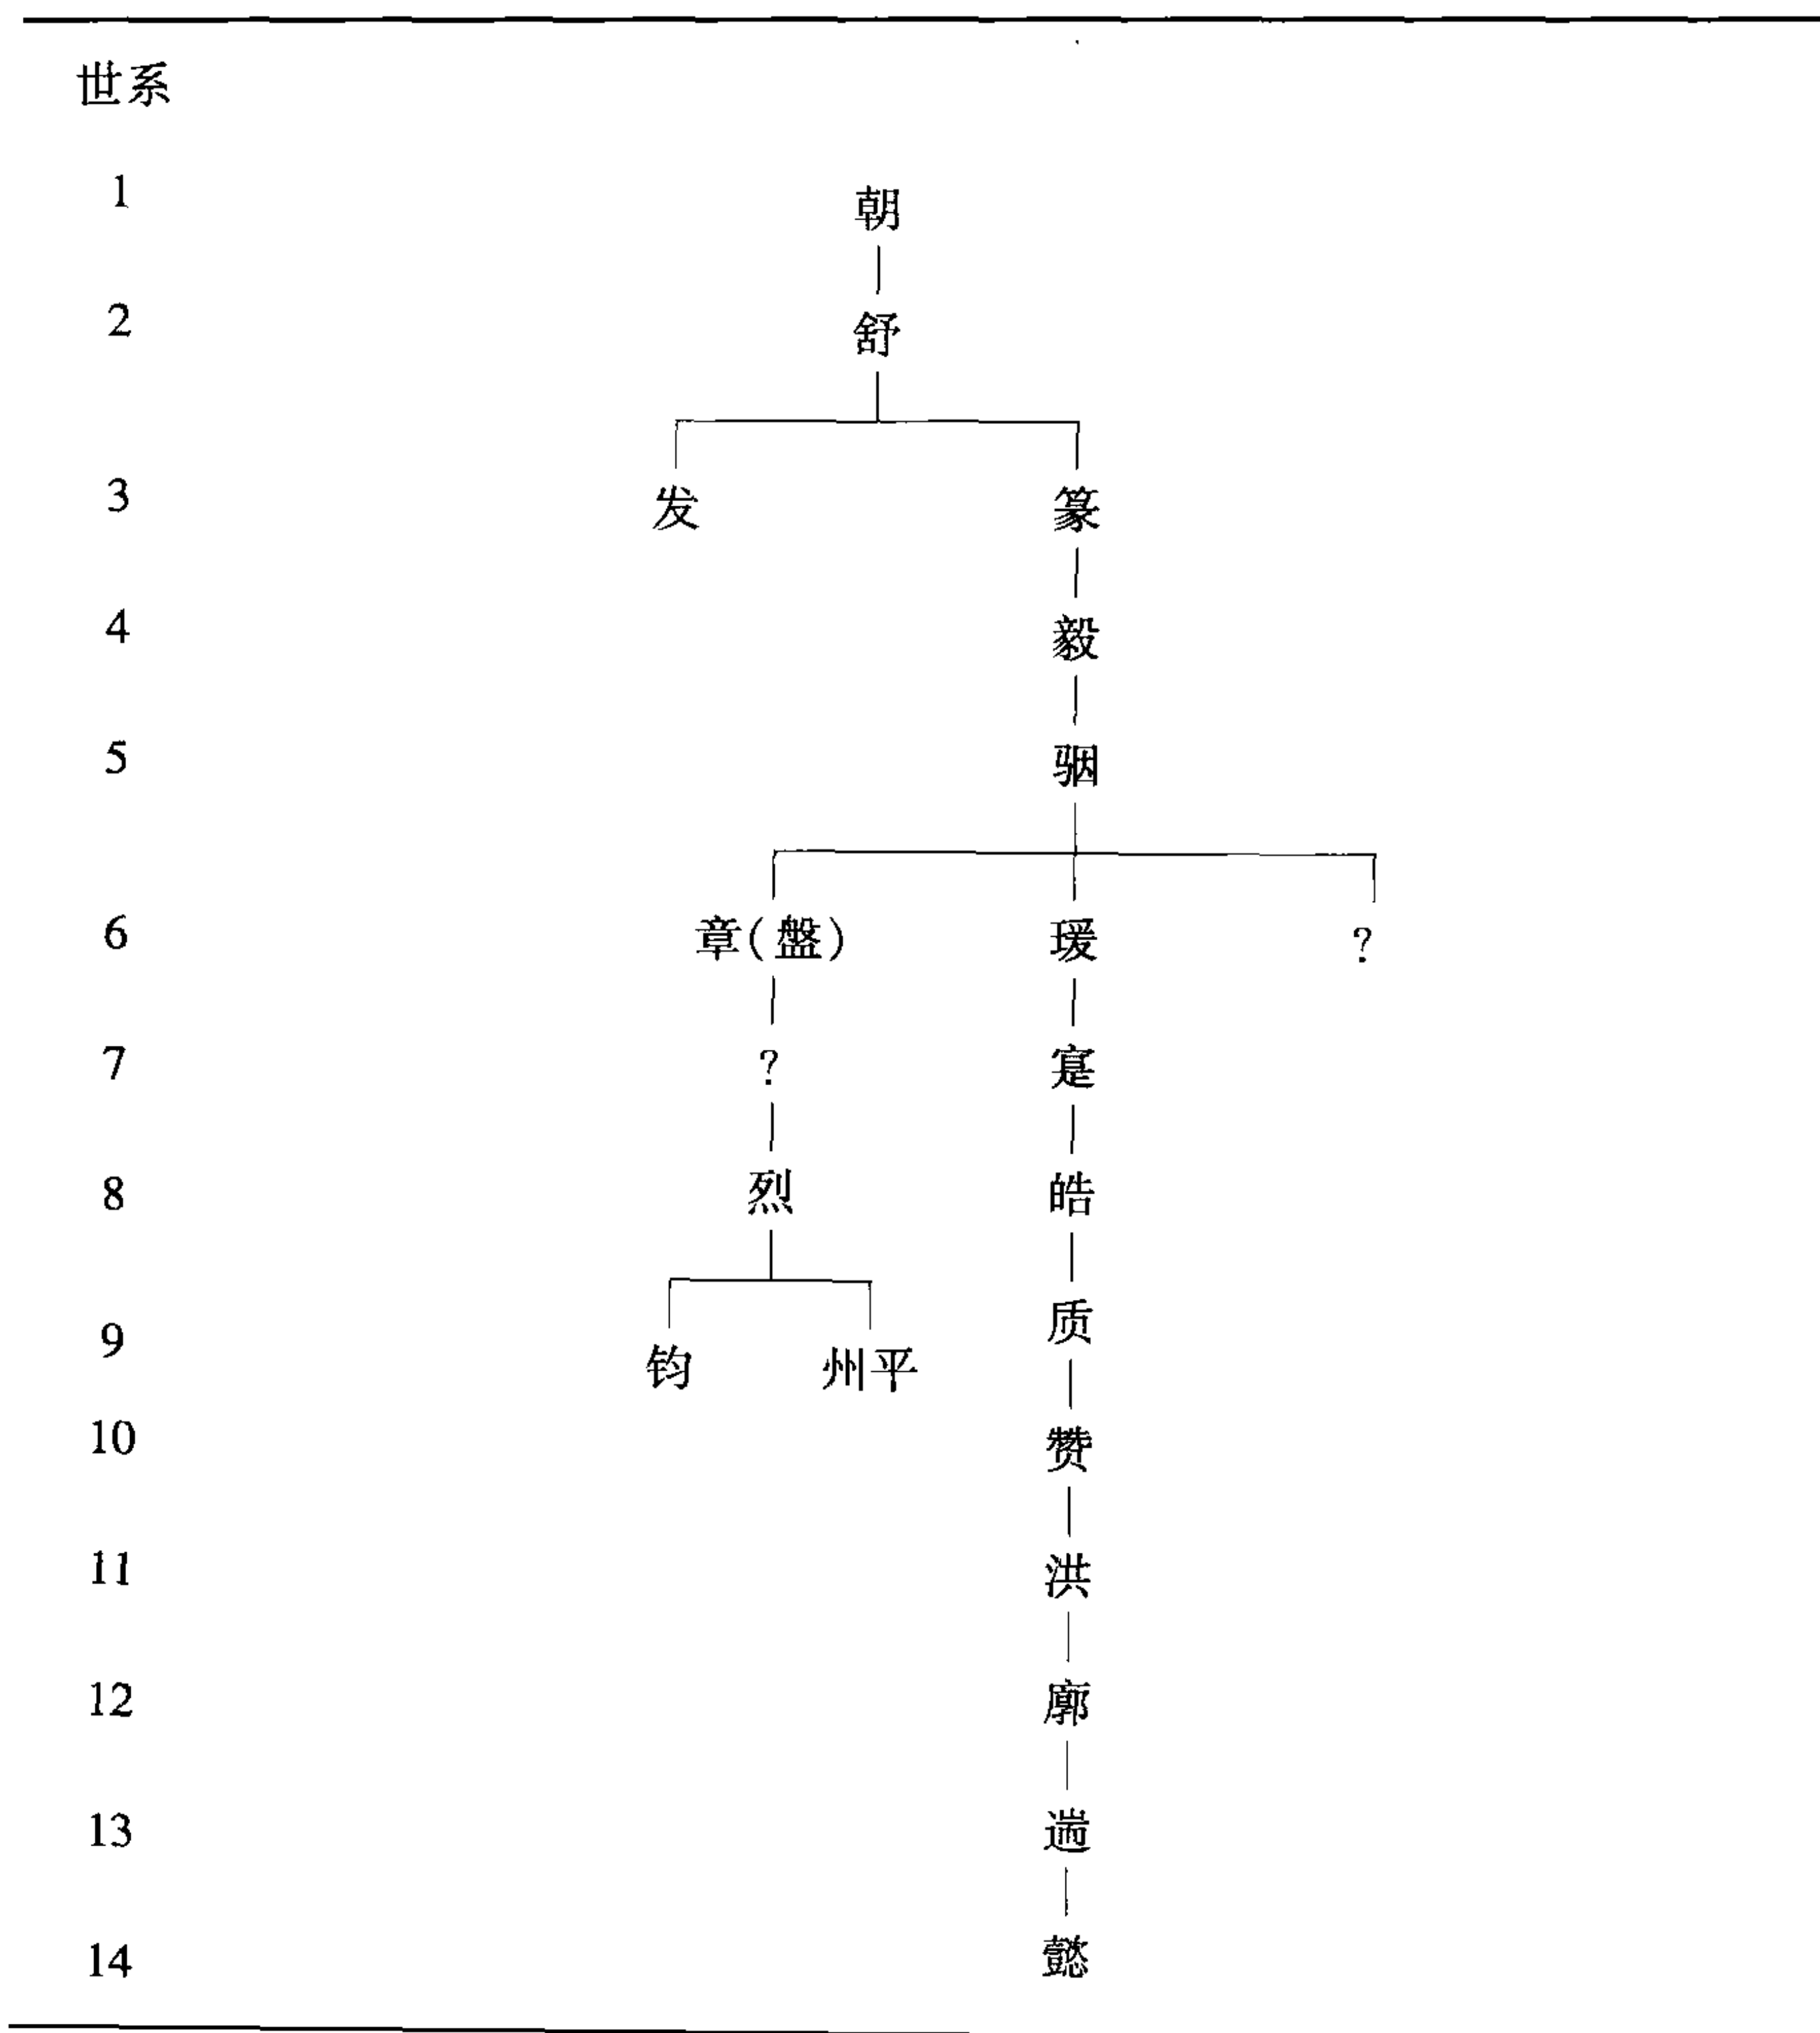 世系
1 朝
2 舒
3 发 篆
4 毅
5 骃
6 章(盤) 瑗 ?
7 ? 寔
8 烈 皓
9 钧 州平 质
10 赞
11 洪
12 廓
13 遄
14 懿